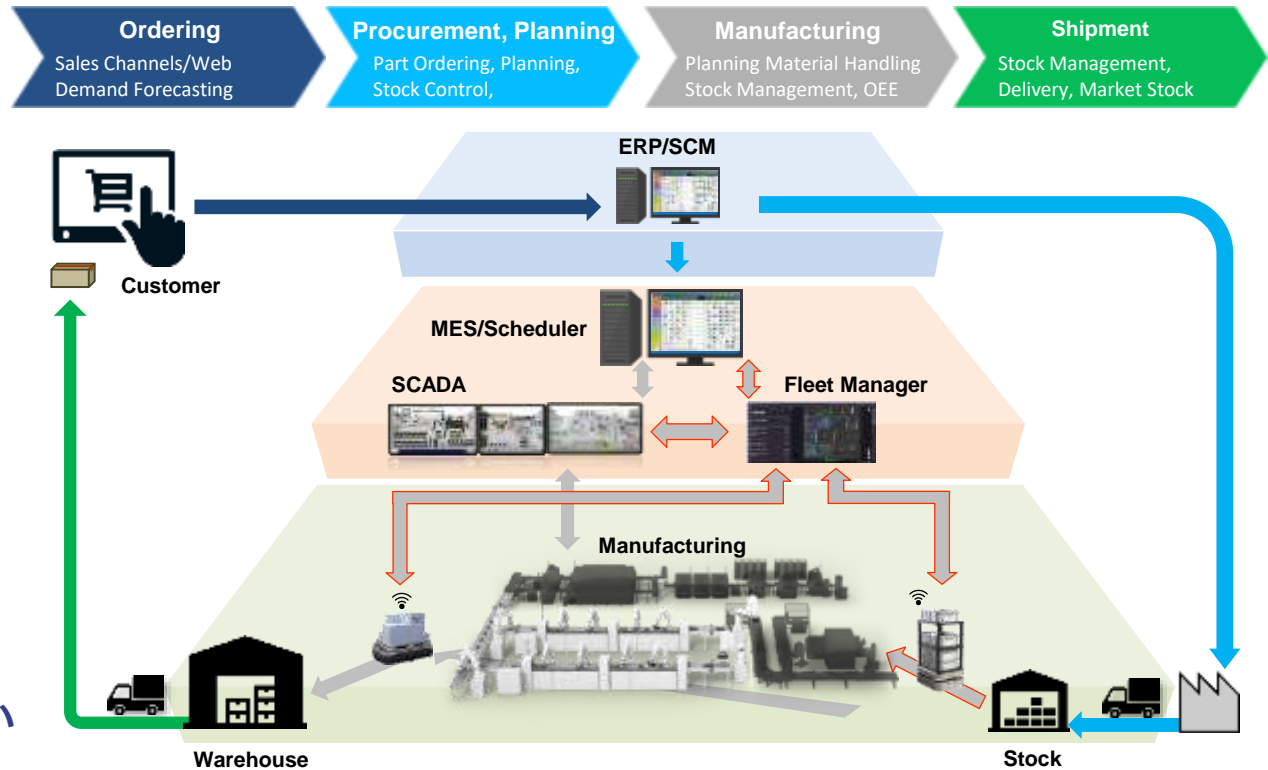 Ordering
Sales Channels/Web
Demand Forecasting
Procurement, Planning
Part Ordering, Planning,
Stock Control,
Manufacturing
Planning Material Handling
Stock Management, OEE
Shipment
Stock Management,
Delivery, Market Stock
ERP/SCM
Customer
MES/Scheduler
SCADA
Fleet Manager
Manufacturing
Warehouse
Stock